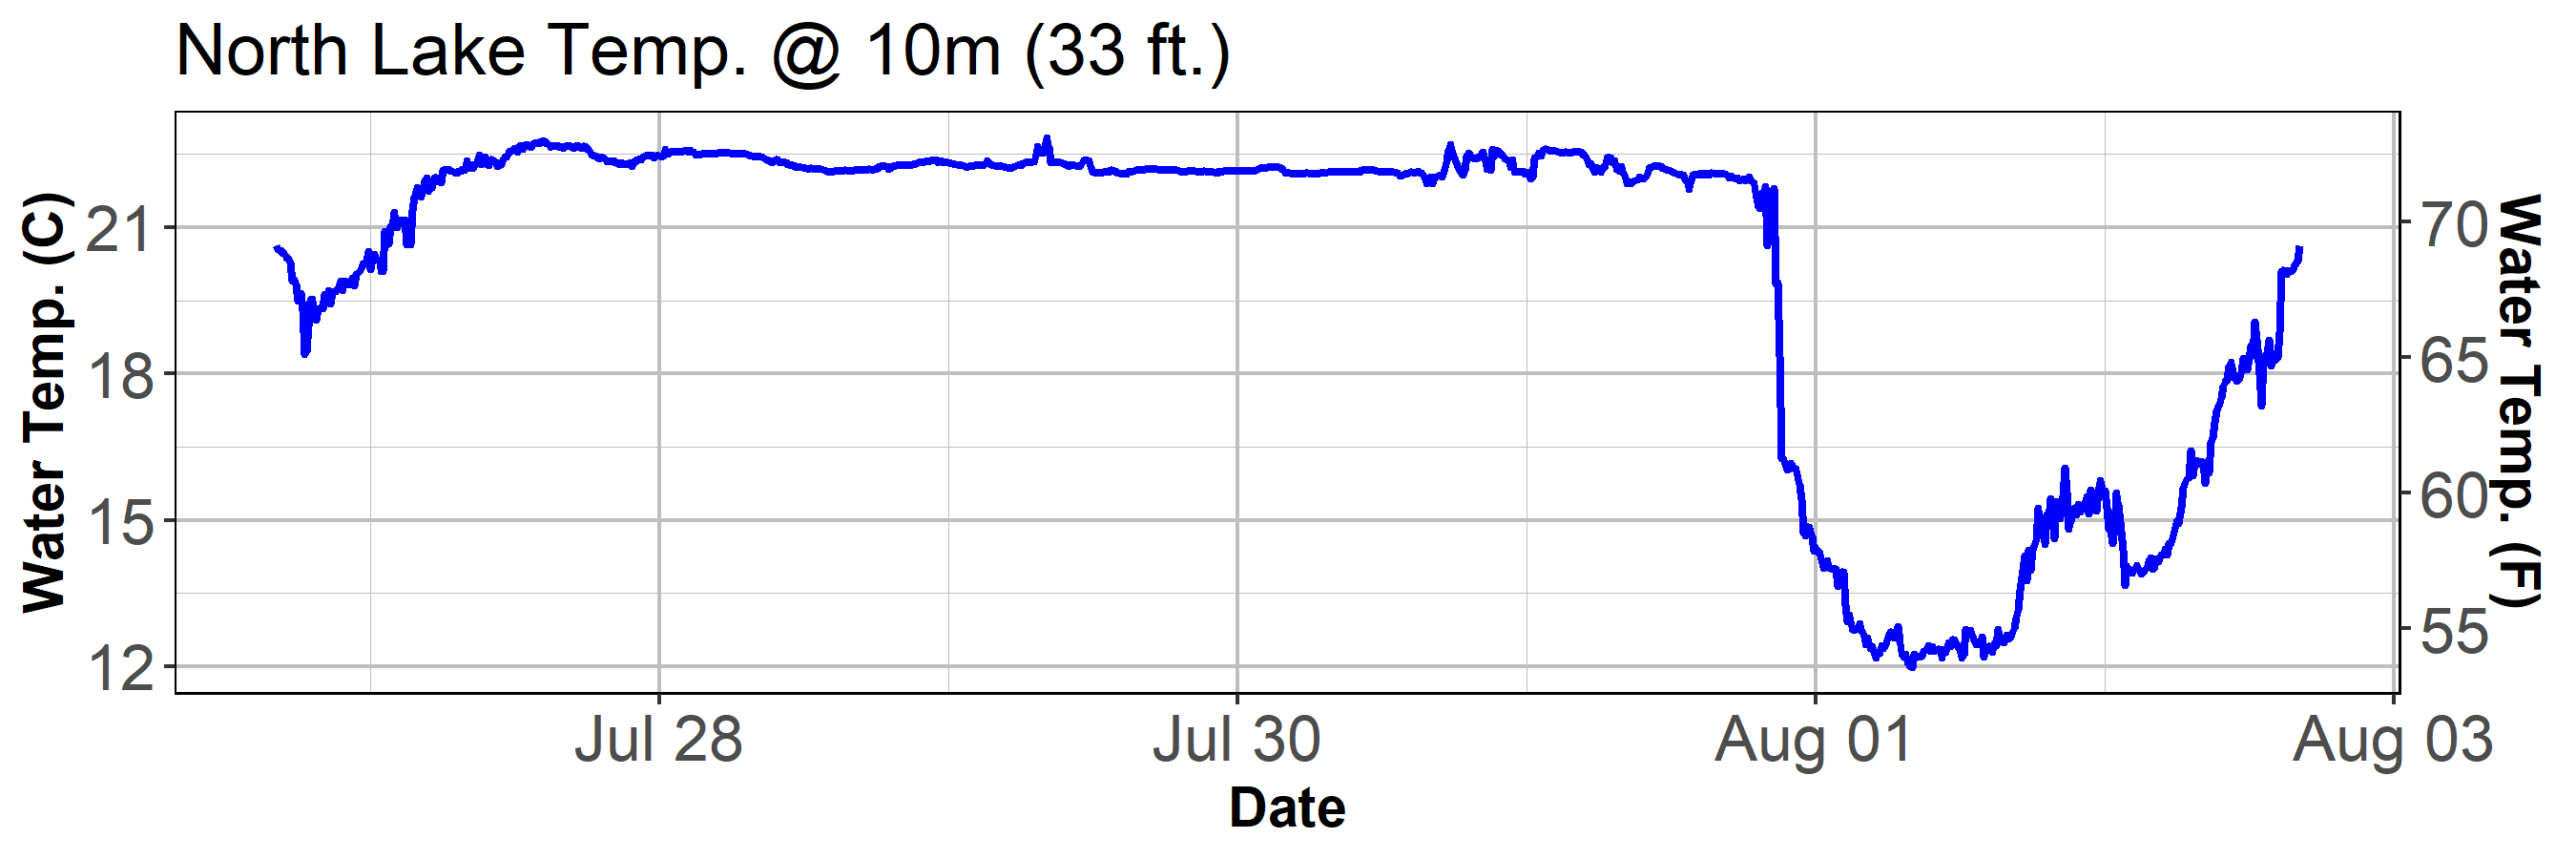 North Lake Temp. @ 10m (33 ft.)
Water Temp. (C)
21
18
15
12
70
65
60
55
Water Temp. (F)
Jul 28
Jul 30
Aug 01
Aug 03
Date